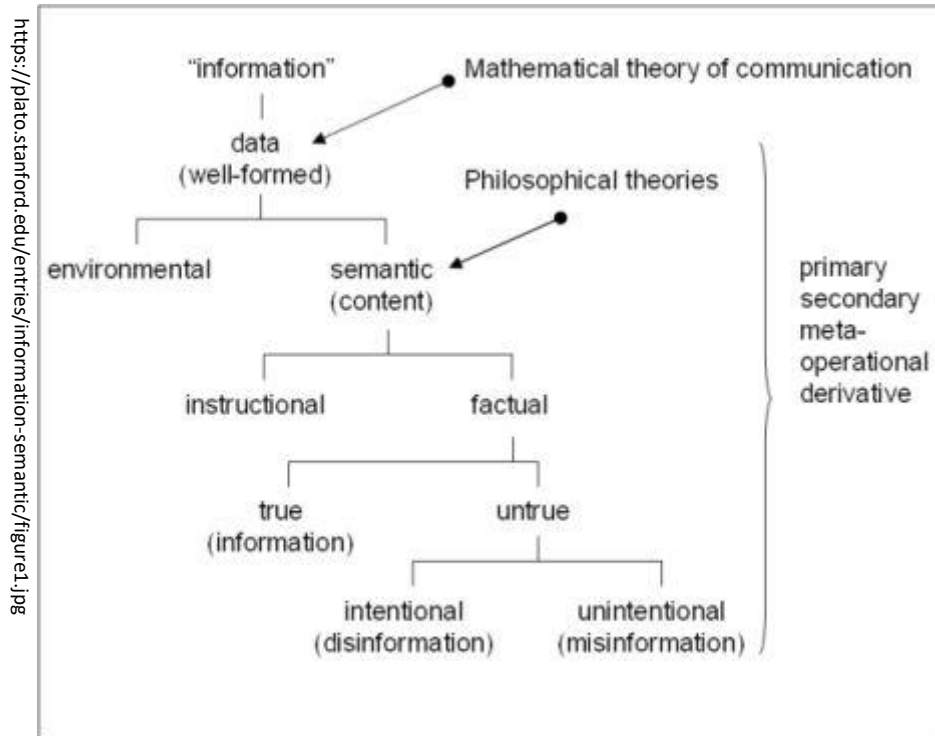 https://plato.stanford.edu/entries/information-semantic/figure1.jpg
“information”
Mathematical theory of communication
data
(well-formed)
Philosophical theories
environmental
semantic
(content)
primary
secondary
meta-
operational
derivative
instructional
factual
true
(information)
untrue
intentional
(disinformation)
unintentional
(misinformation)